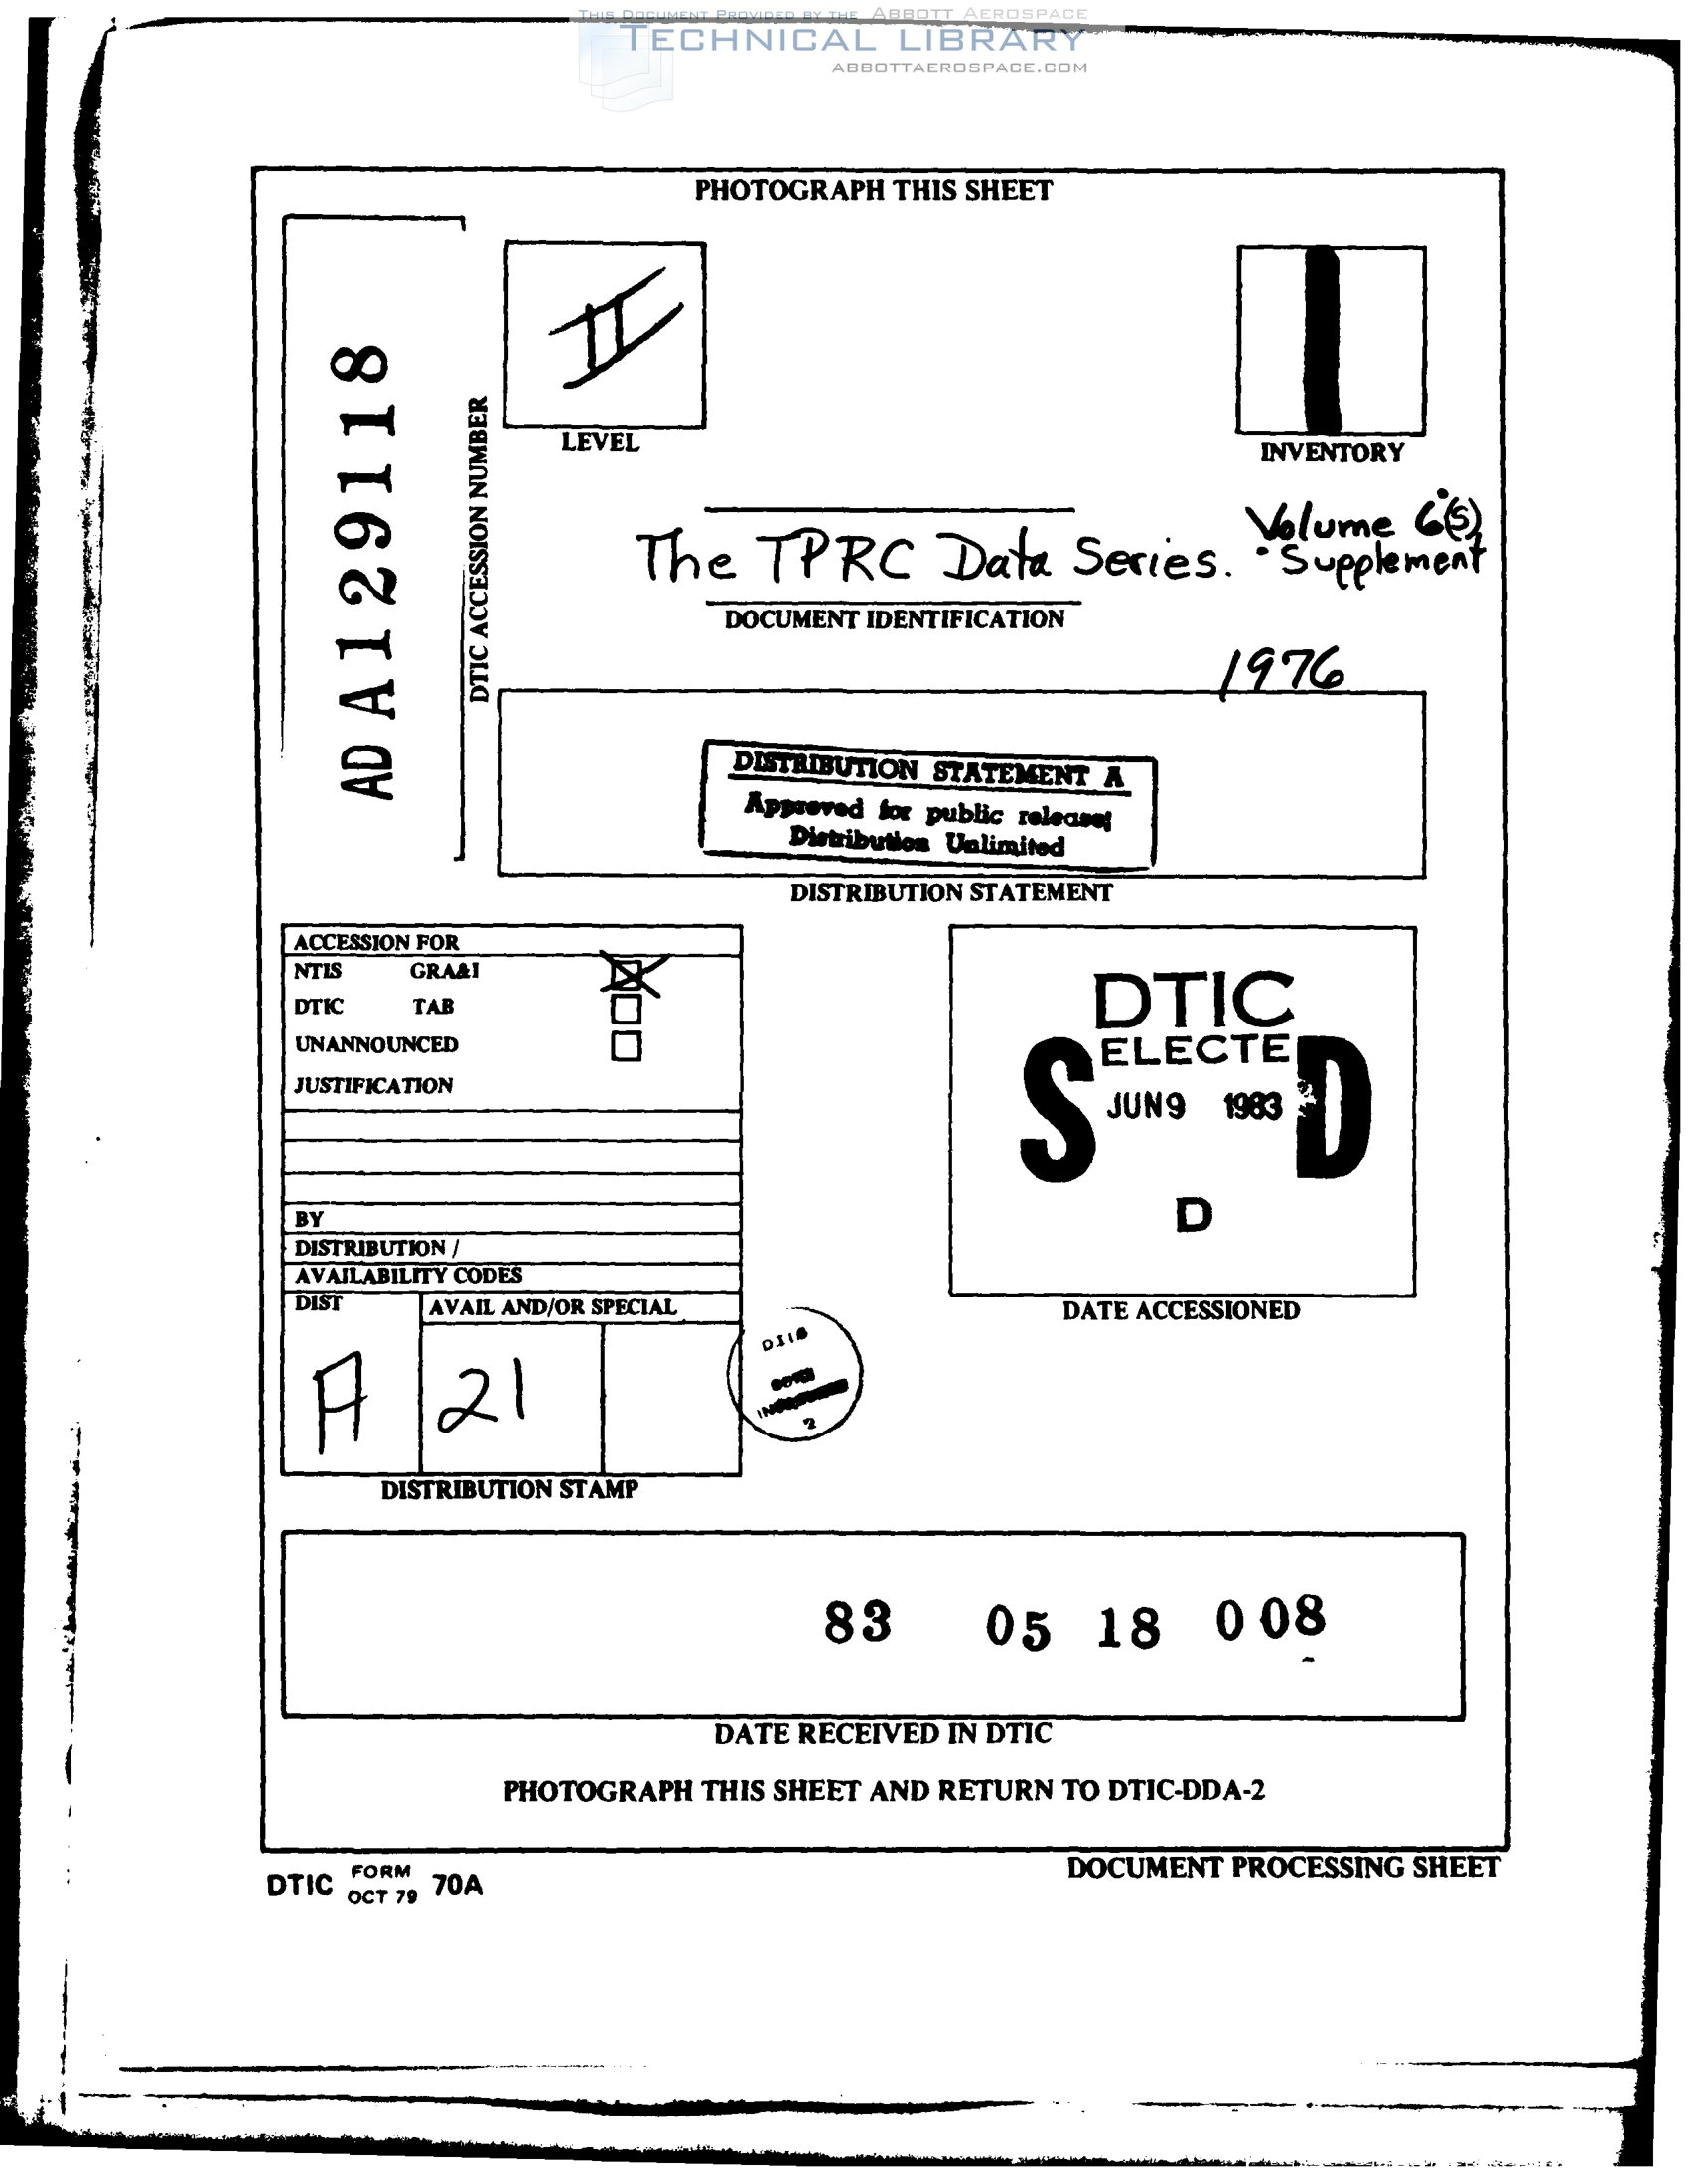 THIS DOCUMENT PROVIDED BY THE ABBOTT AEROSPACE
TECHNICAL LIBRARY
ABBOTTAEROSPACE.COM
PHOTOGRAPH THIS SHEET
AD A129118
DTIC ACCESSION NUMBER
II
LEVEL
INVENTORY
The TPRC Data Series. Volume 6(s), Supplement
DOCUMENT IDENTIFICATION
1976
DISTRIBUTION STATEMENT A
Approved for public release;
Distribution Unlimited
DISTRIBUTION STATEMENT
ACCESSION FOR
NTIS GRA&I
DTIC TAB
UNANNOUNCED
JUSTIFICATION
BY
DISTRIBUTION /
AVAILABILITY CODES
DIST AVAIL AND/OR SPECIAL
A 21
DISTRIBUTION STAMP
2
DTIC
S ELECTE D
JUN 9 1983
D
DATE ACCESSIONED
83 05 18 008
DATE RECEIVED IN DTIC
PHOTOGRAPH THIS SHEET AND RETURN TO DTIC-DDA-2
DTIC FORM OCT 79 70A
DOCUMENT PROCESSING SHEET